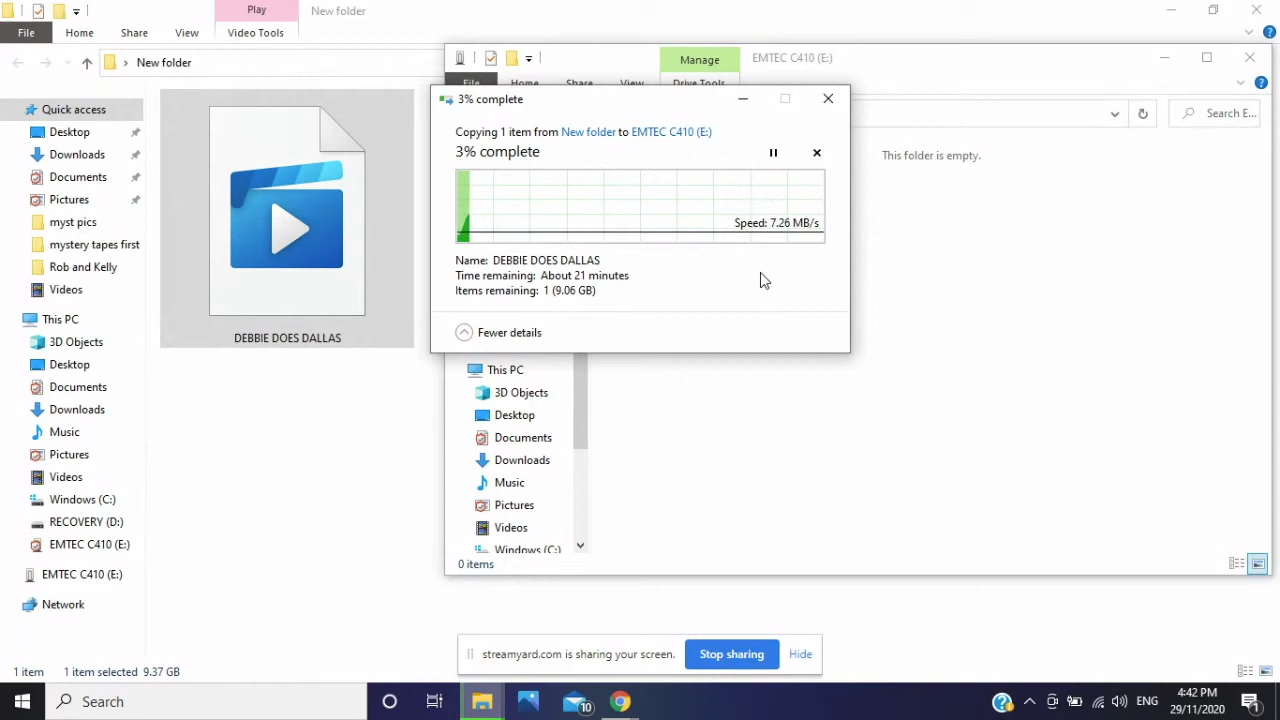 Play
New folder
File
Home
Share
View
Video Tools
New folder
Quick access
Desktop
Downloads
Documents
Pictures
myst pics
mystery tapes first
Rob and Kelly
Videos
This PC
3D Objects
Desktop
Documents
Downloads
Music
Pictures
Videos
Windows (C:)
RECOVERY (D:)
EMTEC C410 (E:)
EMTEC C410 (E:)
Network
DEBBIE DOES DALLAS
1 item
1 item selected 9.37 GB
Manage
EMTEC C410 (E:)
File
Home
Share
View
Drive Tools
Search E...
This folder is empty.
3% complete
Copying 1 item from New folder to EMTEC C410 (E:)
3% complete
Speed: 7.26 MB/s
Name: DEBBIE DOES DALLAS
Time remaining: About 21 minutes
Items remaining: 1 (9.06 GB)
Fewer details
This PC
3D Objects
Desktop
Documents
Downloads
Music
Pictures
Videos
Windows (C:)
0 items
streamyard.com is sharing your screen.
Stop sharing
Hide
Search
10
ENG
4:42 PM
29/11/2020
1